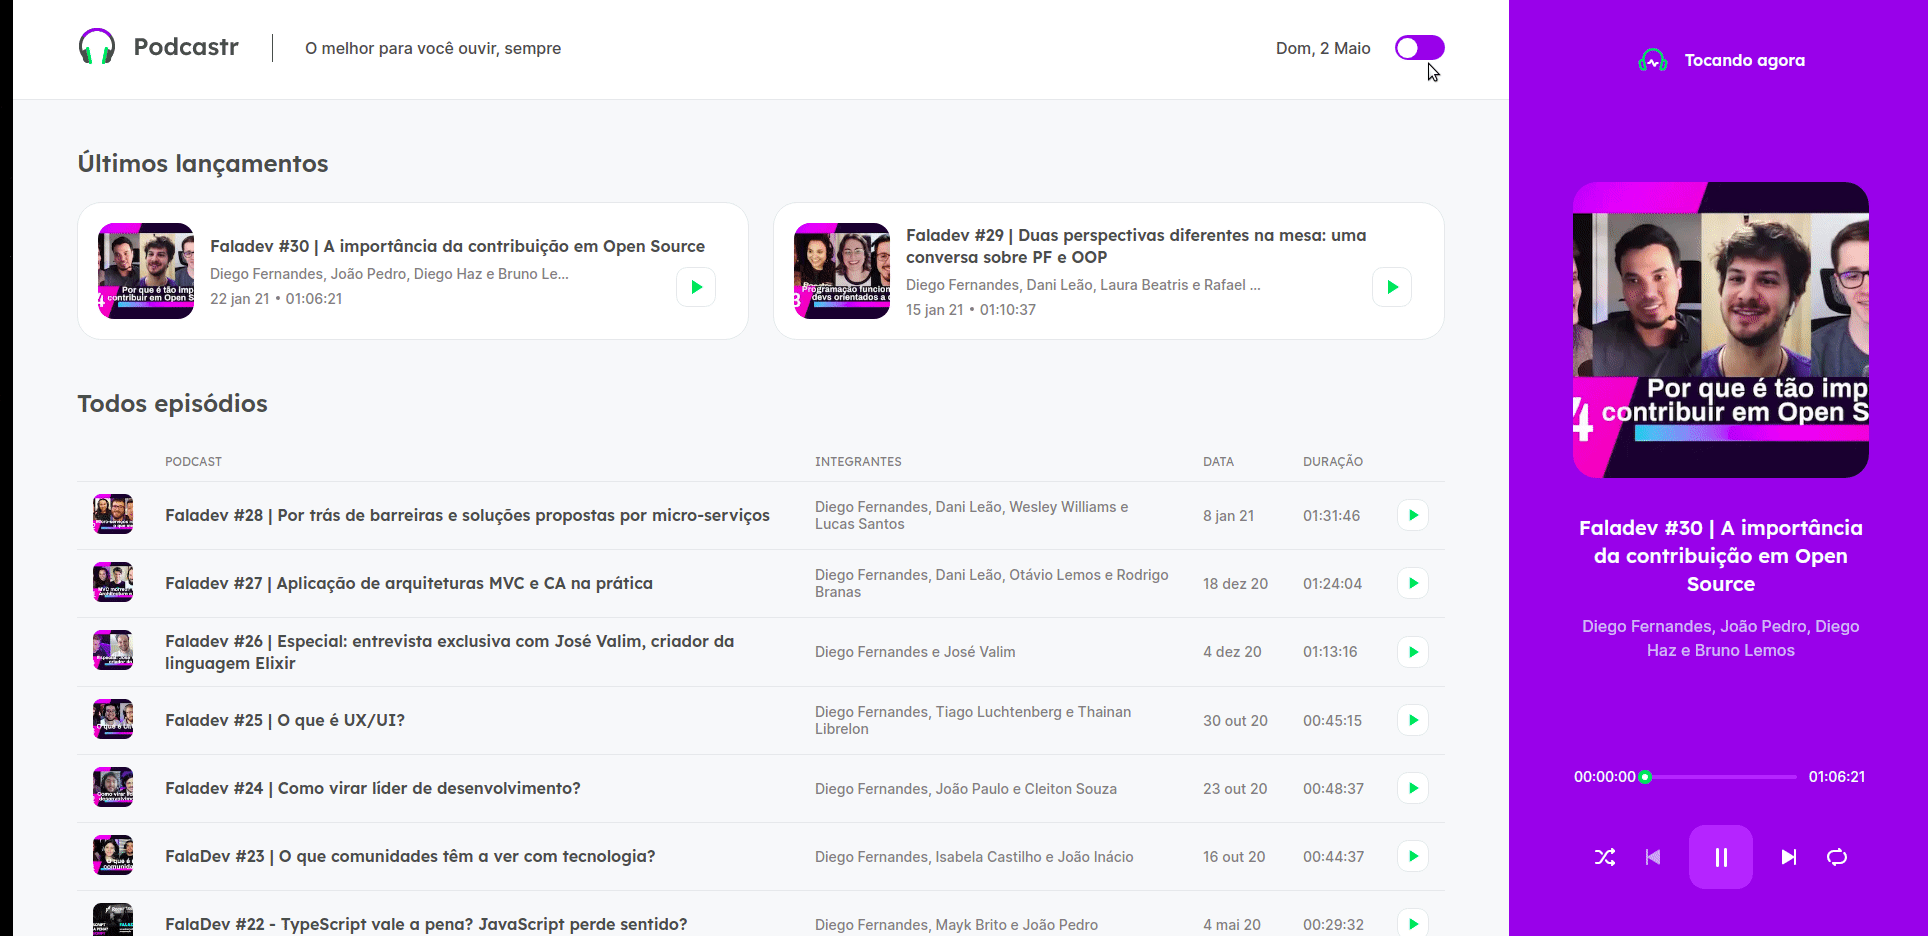 Podcastr
O melhor para você ouvir, sempre
Dom, 2 Maio
Tocando agora
Últimos lançamentos
Faladev #30 | A importância da contribuição em Open Source
Diego Fernandes, João Pedro, Diego Haz e Bruno Le...
22 jan 21 • 01:06:21
Por que é tão imp
contribuir em Open S
Faladev #29 | Duas perspectivas diferentes na mesa: uma
conversa sobre PF e OOP
Diego Fernandes, Dani Leão, Laura Beatris e Rafael ...
15 jan 21 • 01:10:37
Programação funcion
devs orientados a
Todos episódios
PODCAST INTEGRANTES DATA DURAÇÃO
Faladev #28 | Por trás de barreiras e soluções propostas por micro-serviços
Diego Fernandes, Dani Leão, Wesley Williams e
Lucas Santos
8 jan 21
01:31:46
Faladev #27 | Aplicação de arquiteturas MVC e CA na prática
Diego Fernandes, Dani Leão, Otávio Lemos e Rodrigo
Branas
18 dez 20
01:24:04
Faladev #26 | Especial: entrevista exclusiva com José Valim, criador da
linguagem Elixir
Diego Fernandes e José Valim
4 dez 20
01:13:16
Faladev #25 | O que é UX/UI?
Diego Fernandes, Tiago Luchtenberg e Thainan
Librelon
30 out 20
00:45:15
Faladev #24 | Como virar líder de desenvolvimento?
Diego Fernandes, João Paulo e Cleiton Souza
23 out 20
00:48:37
FalaDev #23 | O que comunidades têm a ver com tecnologia?
Diego Fernandes, Isabela Castilho e João Inácio
16 out 20
00:44:37
FalaDev #22 - TypeScript vale a pena? JavaScript perde sentido?
Diego Fernandes, Mayk Brito e João Pedro
4 mai 20
00:29:32
Por que é tão imp
4 contribuir em Open S
Faladev #30 | A importância
da contribuição em Open
Source
Diego Fernandes, João Pedro, Diego
Haz e Bruno Lemos
00:00:00
01:06:21